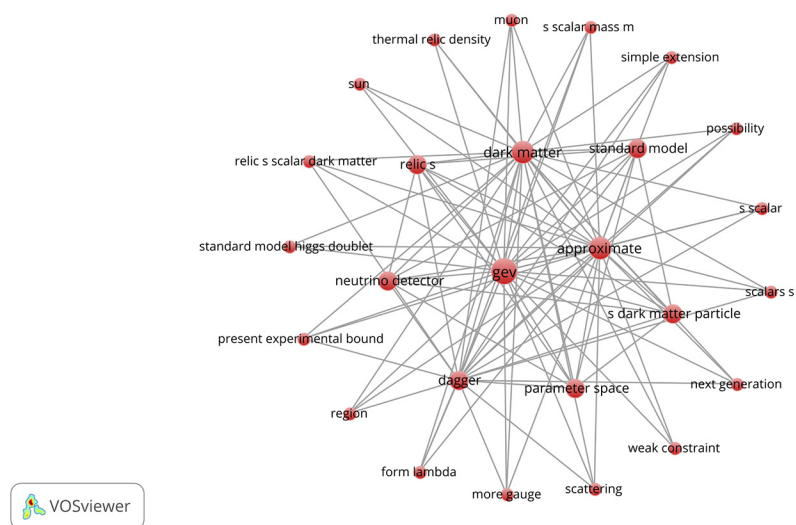 muon
s scalar mass m
thermal relic density
simple extension
sun
possibility
dark matter
standard model
relic s scalar dark matter
relic s
s scalar
standard model higgs doublet
approximate
gev
neutrino detector
scalars s
s dark matter particle
present experimental bound
dagger
parameter space
next generation
region
weak constraint
form lambda
more gauge
scattering
VOSviewer